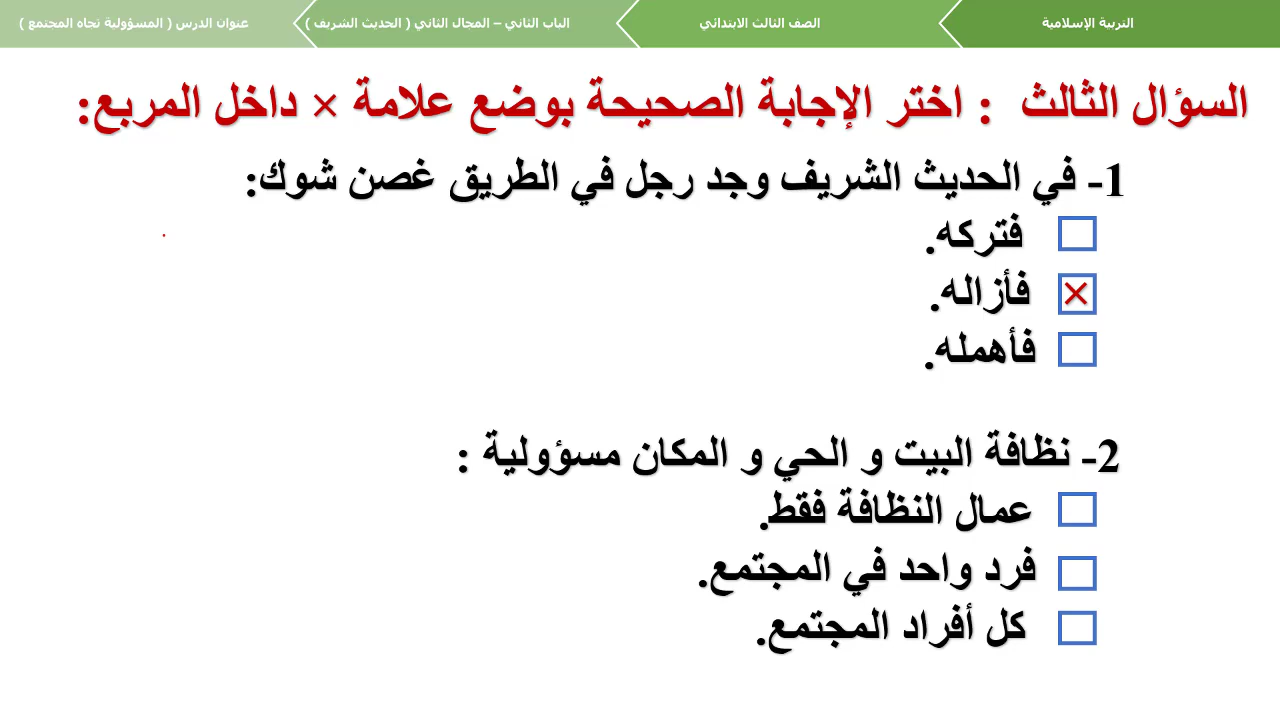 التربية الإسلامية
الصف الثالث الابتدائي
الباب الثاني – المجال الثاني ( الحديث الشريف )
عنوان الدرس ( المسؤولية تجاه المجتمع )
السؤال الثالث : اختر الإجابة الصحيحة بوضع علامة × داخل المربع:
1- في الحديث الشريف وجد رجل في الطريق غصن شوك:
فتركه.
× فأزاله.
فأهمله.
2- نظافة البيت و الحي و المكان مسؤولية :
عمال النظافة فقط.
فرد واحد في المجتمع.
كل أفراد المجتمع.